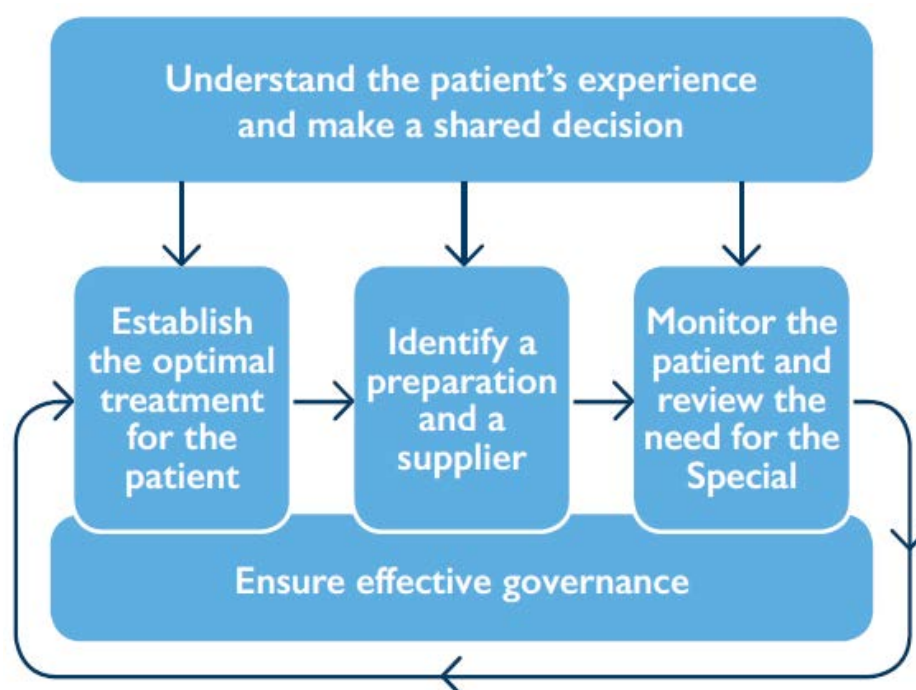 Understand the patient’s experience
and make a shared decision
Establish
the optimal
treatment
for the
patient
Identify a
preparation
and a
supplier
Monitor the
patient and
review the
need for the
Special
Ensure effective governance